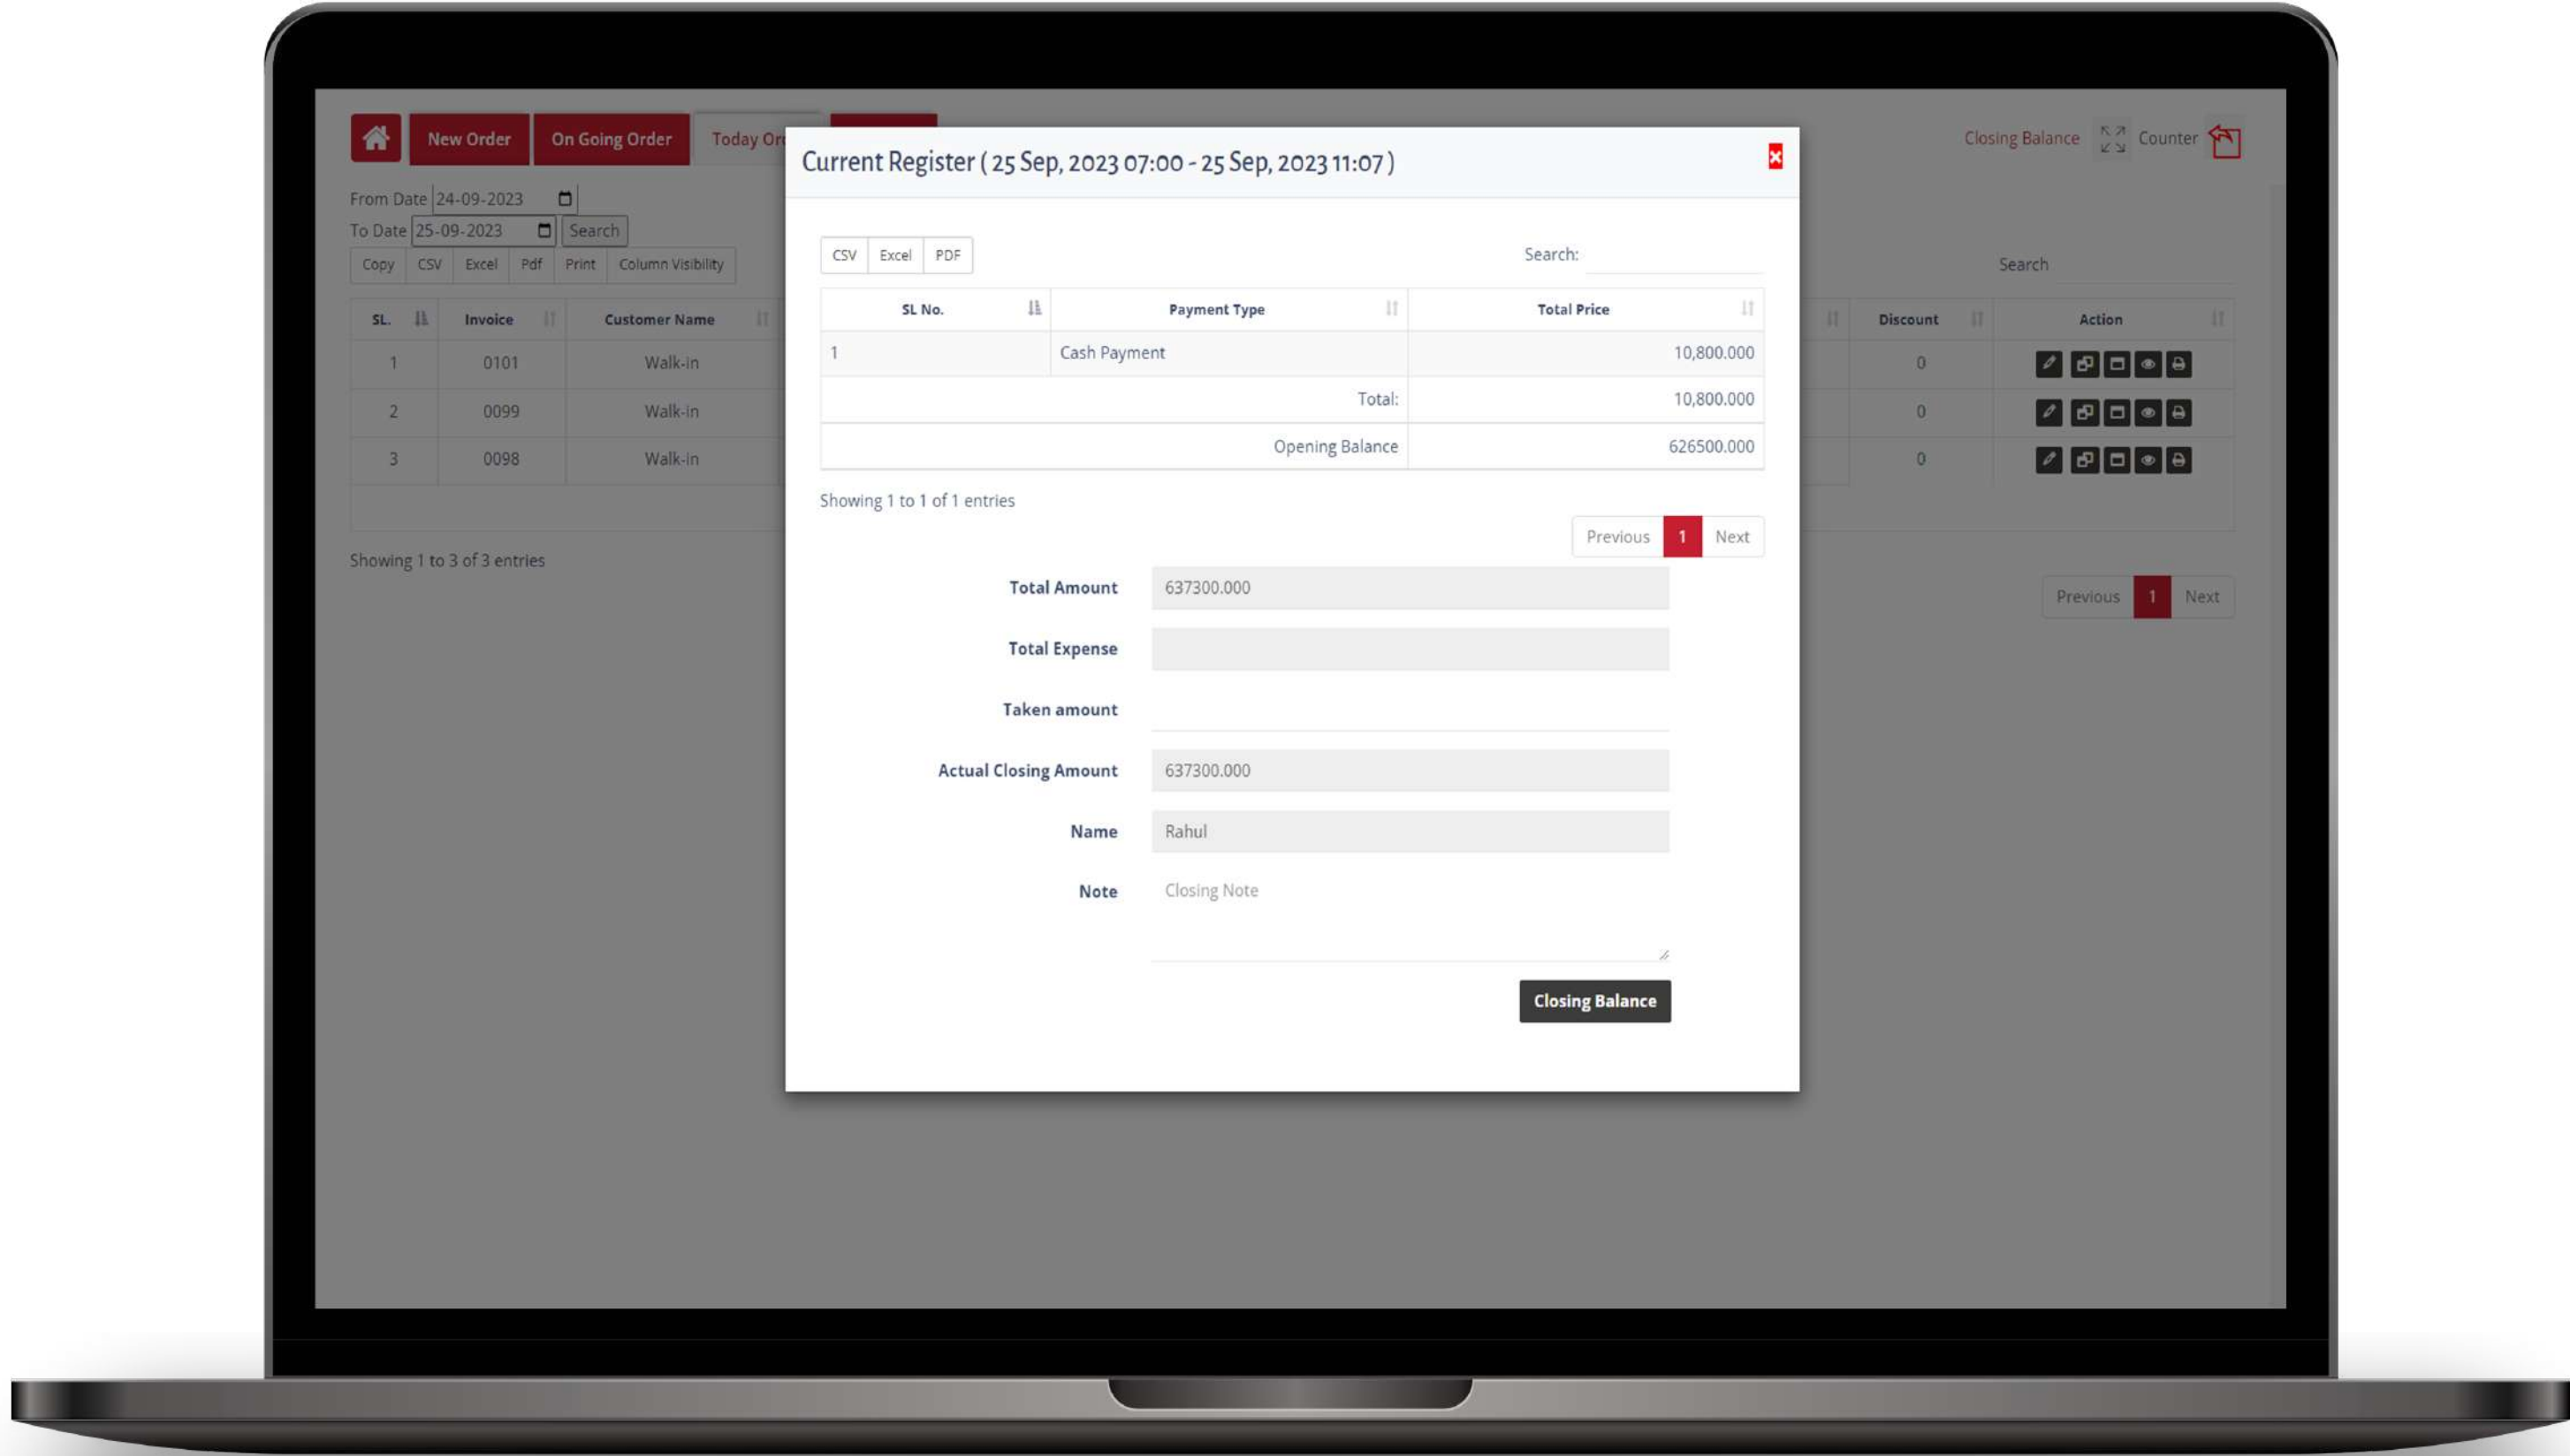 New Order On Going Order Today Or
Closing Balance Counter
From Date 24-09-2023
To Date 25-09-2023 Search
Copy CSV Excel Pdf Print Column Visibility
Search
SL. Invoice Customer Name Discount Action
1 0101 Walk-in 0
2 0099 Walk-in 0
3 0098 Walk-in 0
Showing 1 to 3 of 3 entries
Previous 1 Next
Current Register ( 25 Sep, 2023 07:00 - 25 Sep, 2023 11:07 )
CSV Excel PDF Search:
SL No. Payment Type Total Price
1 Cash Payment 10,800.000
Total: 10,800.000
Opening Balance 626500.000
Showing 1 to 1 of 1 entries
Previous 1 Next
Total Amount 637300.000
Total Expense
Taken amount
Actual Closing Amount 637300.000
Name Rahul
Note Closing Note
Closing Balance